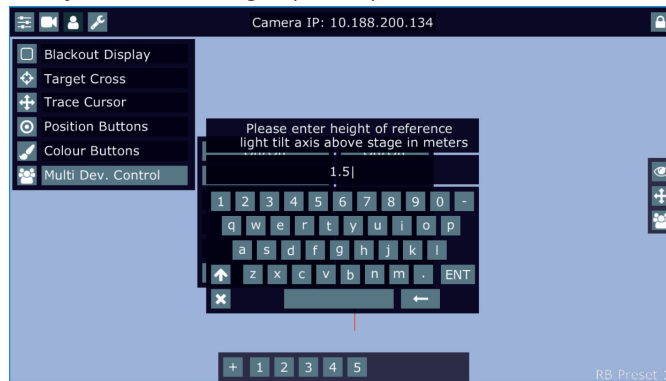 Camera IP: 10.188.200.134
Blackout Display
Target Cross
Trace Cursor
Position Buttons
Colour Buttons
Multi Dev. Control
Please enter height of reference
light tilt axis above stage in meters
1.5
1 2 3 4 5 6 7 8 9 0 -
q w e r t y u i o p
a s d f g h j k l
z x c v b n m . ENT
+ 1 2 3 4 5
RB Preset